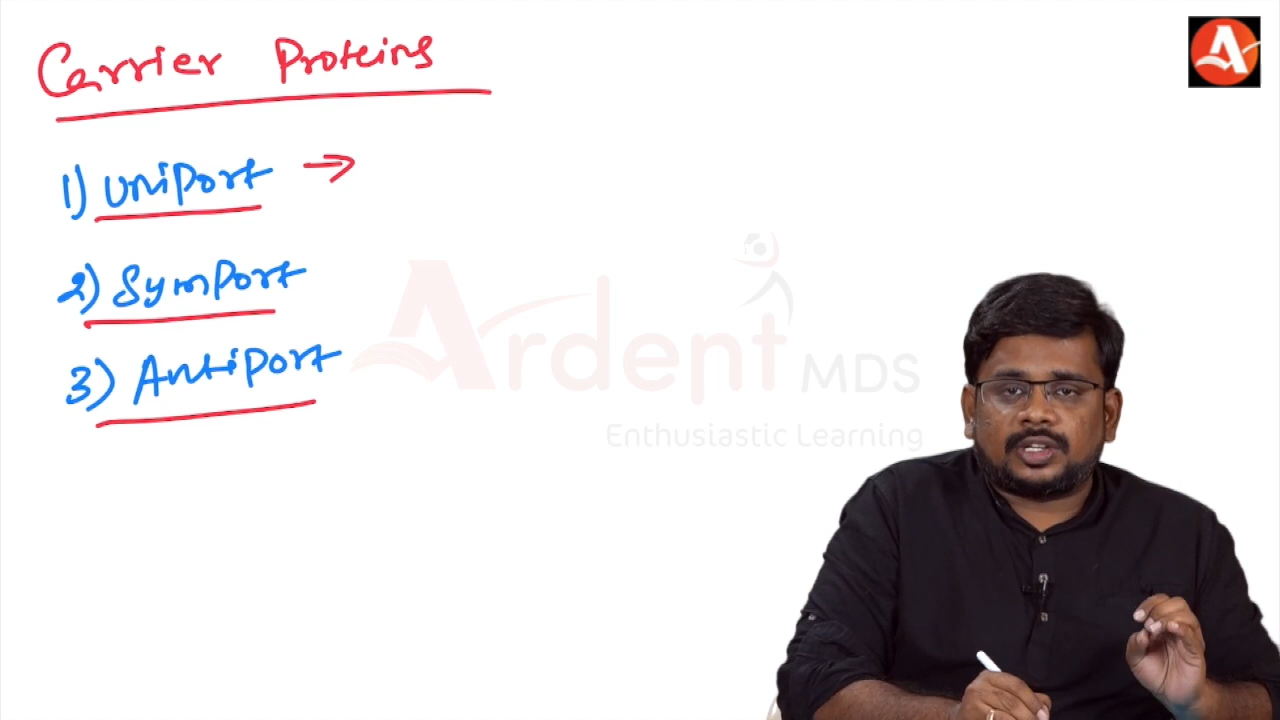 Carrier Proteins
1) Uniport →
2) Symport
3) Antiport
Ardent MDS
Enthusiastic Learning